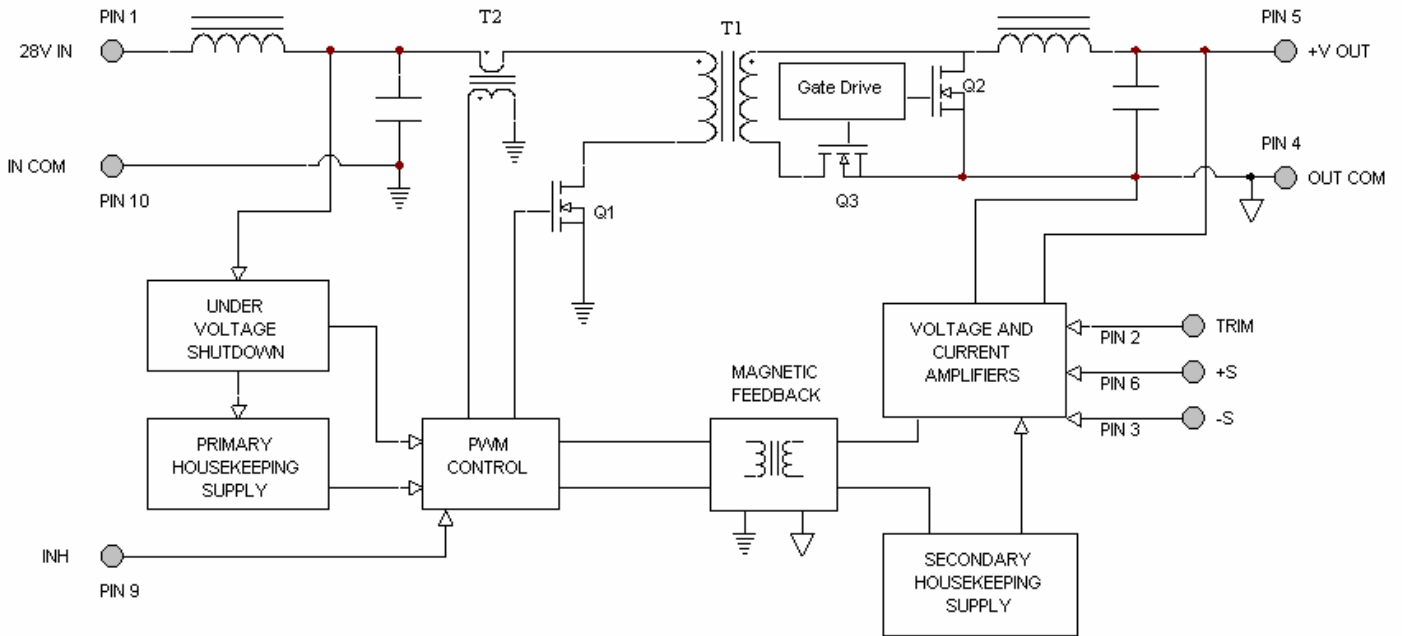 PIN 1
T2
T1
PIN 5
28V IN
+V OUT
Gate Drive
Q2
PIN 4
IN COM
OUT COM
PIN 10
Q3
Q1
UNDER
VOLTAGE
SHUTDOWN
VOLTAGE AND
CURRENT
AMPLIFIERS
TRIM
PIN 2
+S
PIN 6
-S
PIN 3
MAGNETIC
FEEDBACK
PRIMARY
HOUSEKEEPING
SUPPLY
PWM
CONTROL
INH
PIN 9
SECONDARY
HOUSEKEEPING
SUPPLY